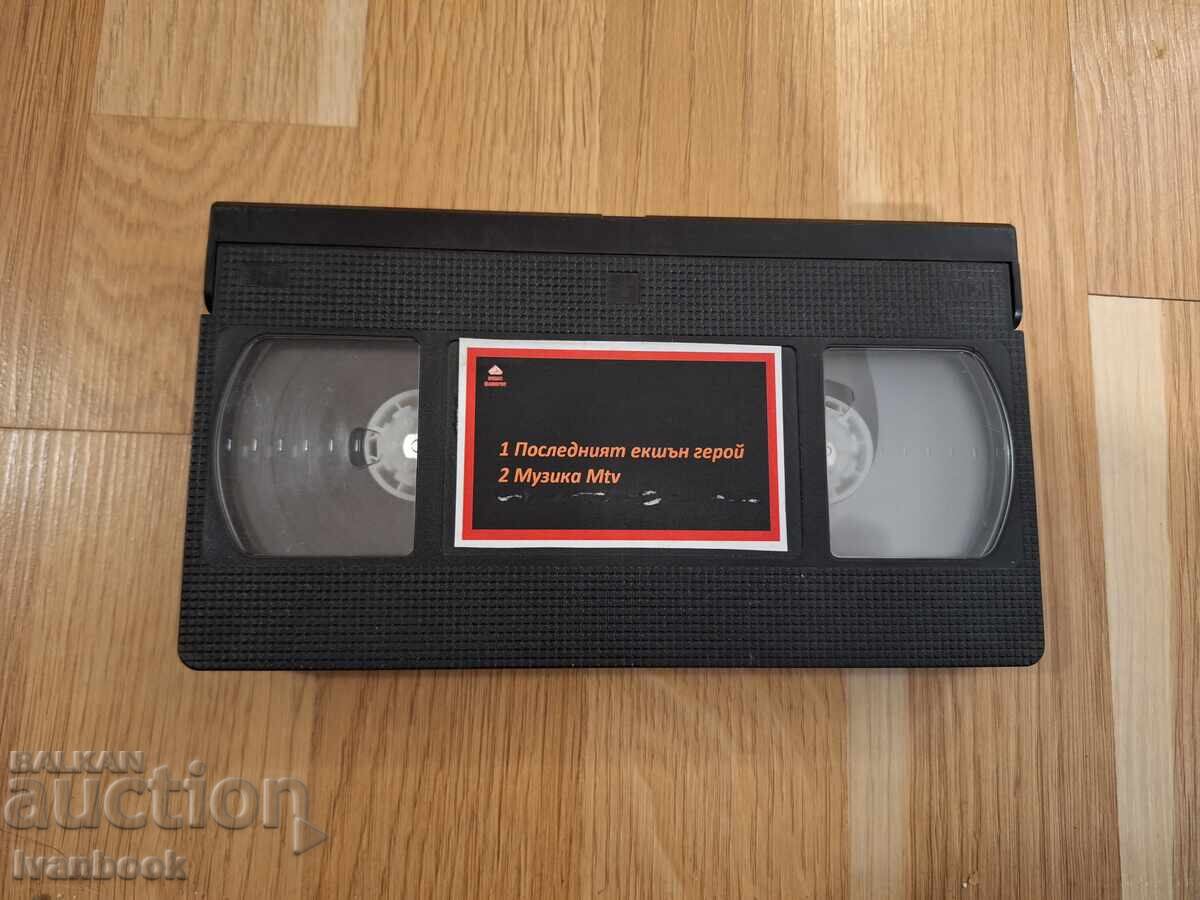 1 Последният екшън герой
2 Музика Mtv
BALKAN
auction
Ivanbook